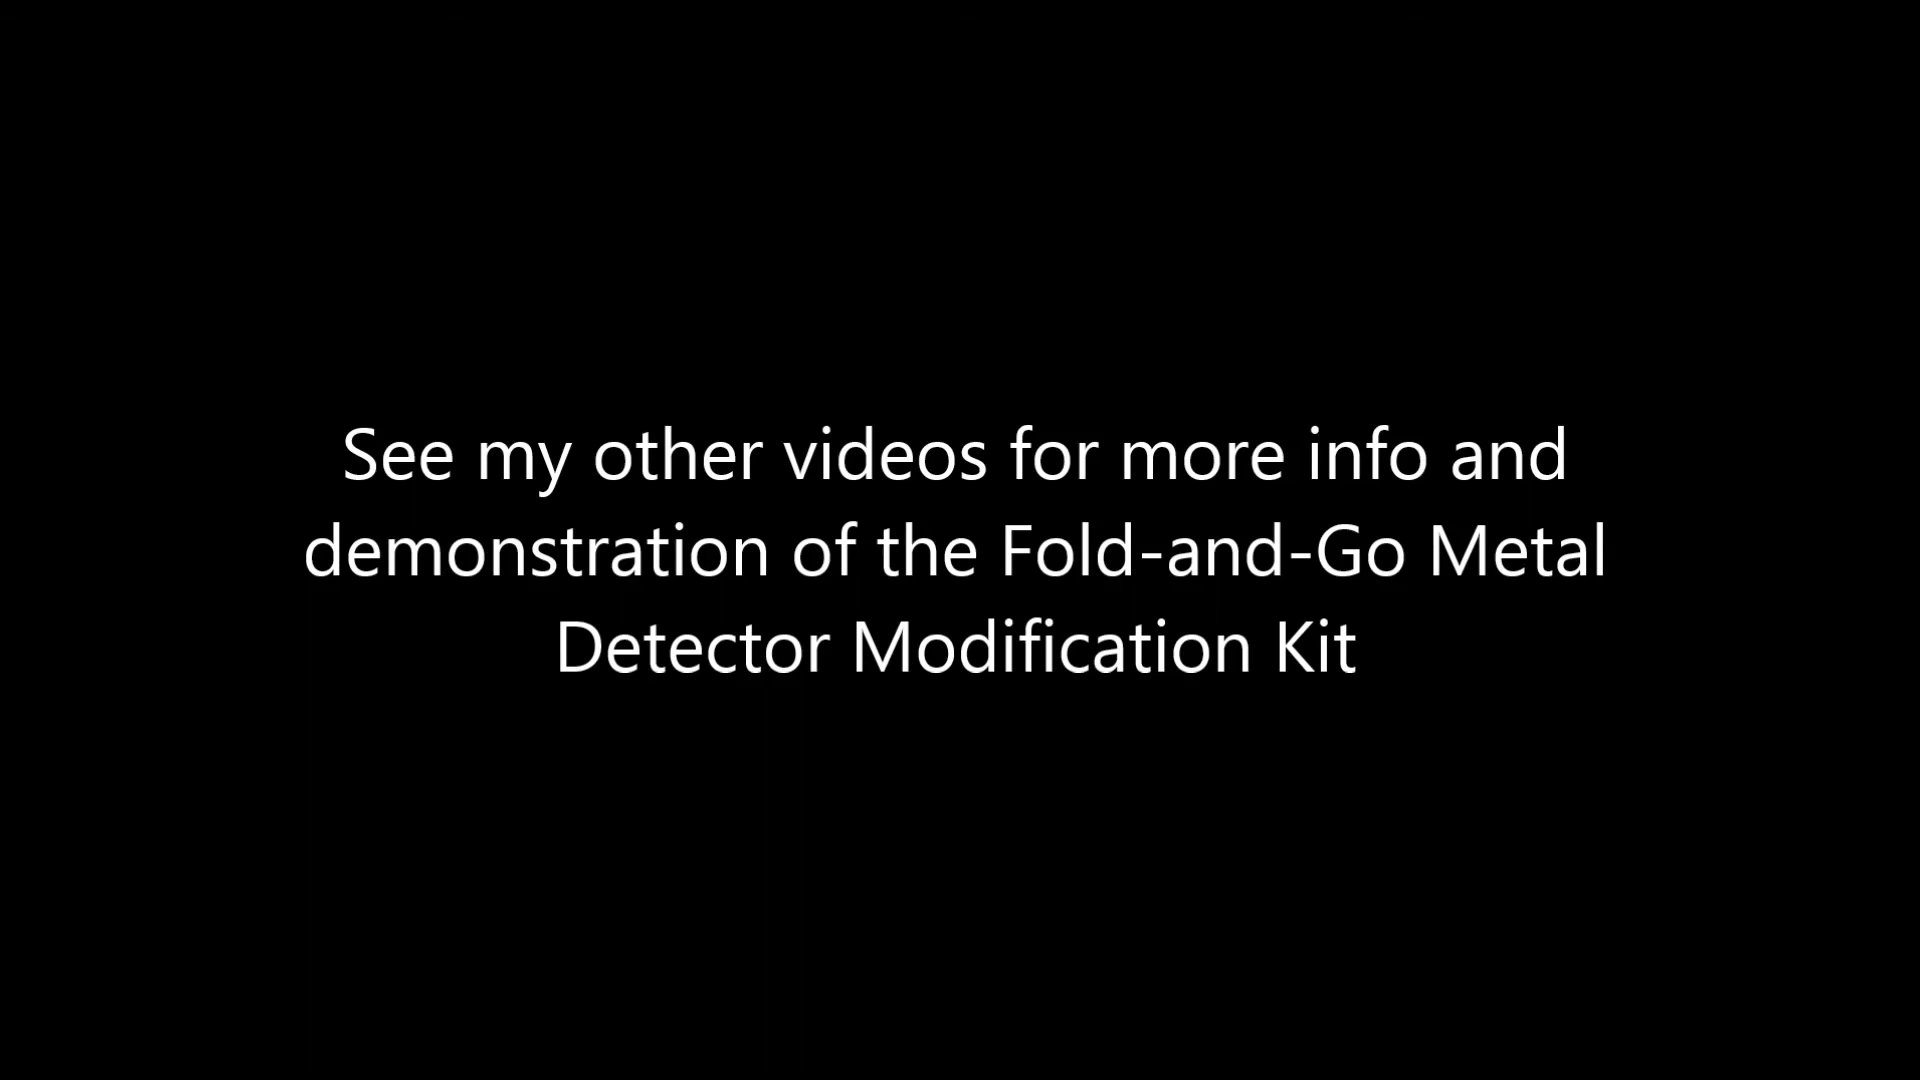 See my other videos for more info and
demonstration of the Fold-and-Go Metal
Detector Modification Kit